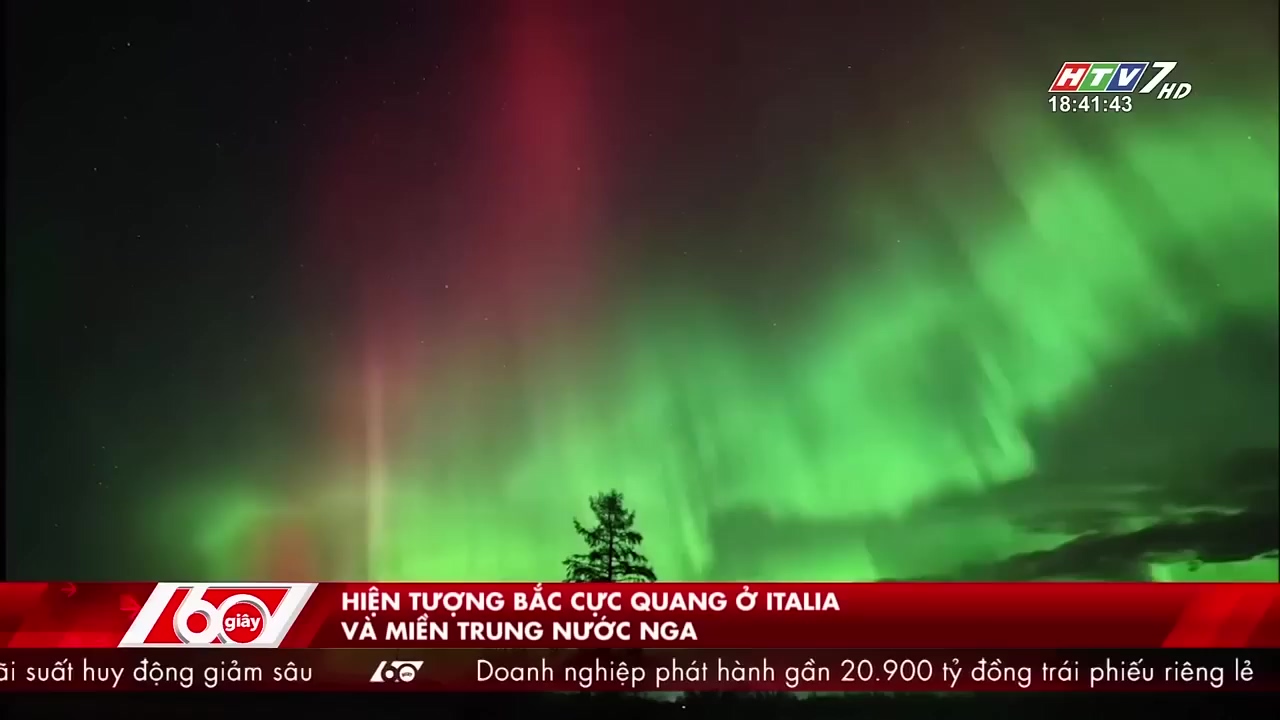 HTV7 HD
18:41:43
60 giây
HIỆN TƯỢNG BẮC CỰC QUANG Ở ITALIA
VÀ MIỀN TRUNG NƯỚC NGA
suất huy động giảm sâu
60 giây
Doanh nghiệp phát hành gần 20.900 tỷ đồng trái phiếu riêng lẻ